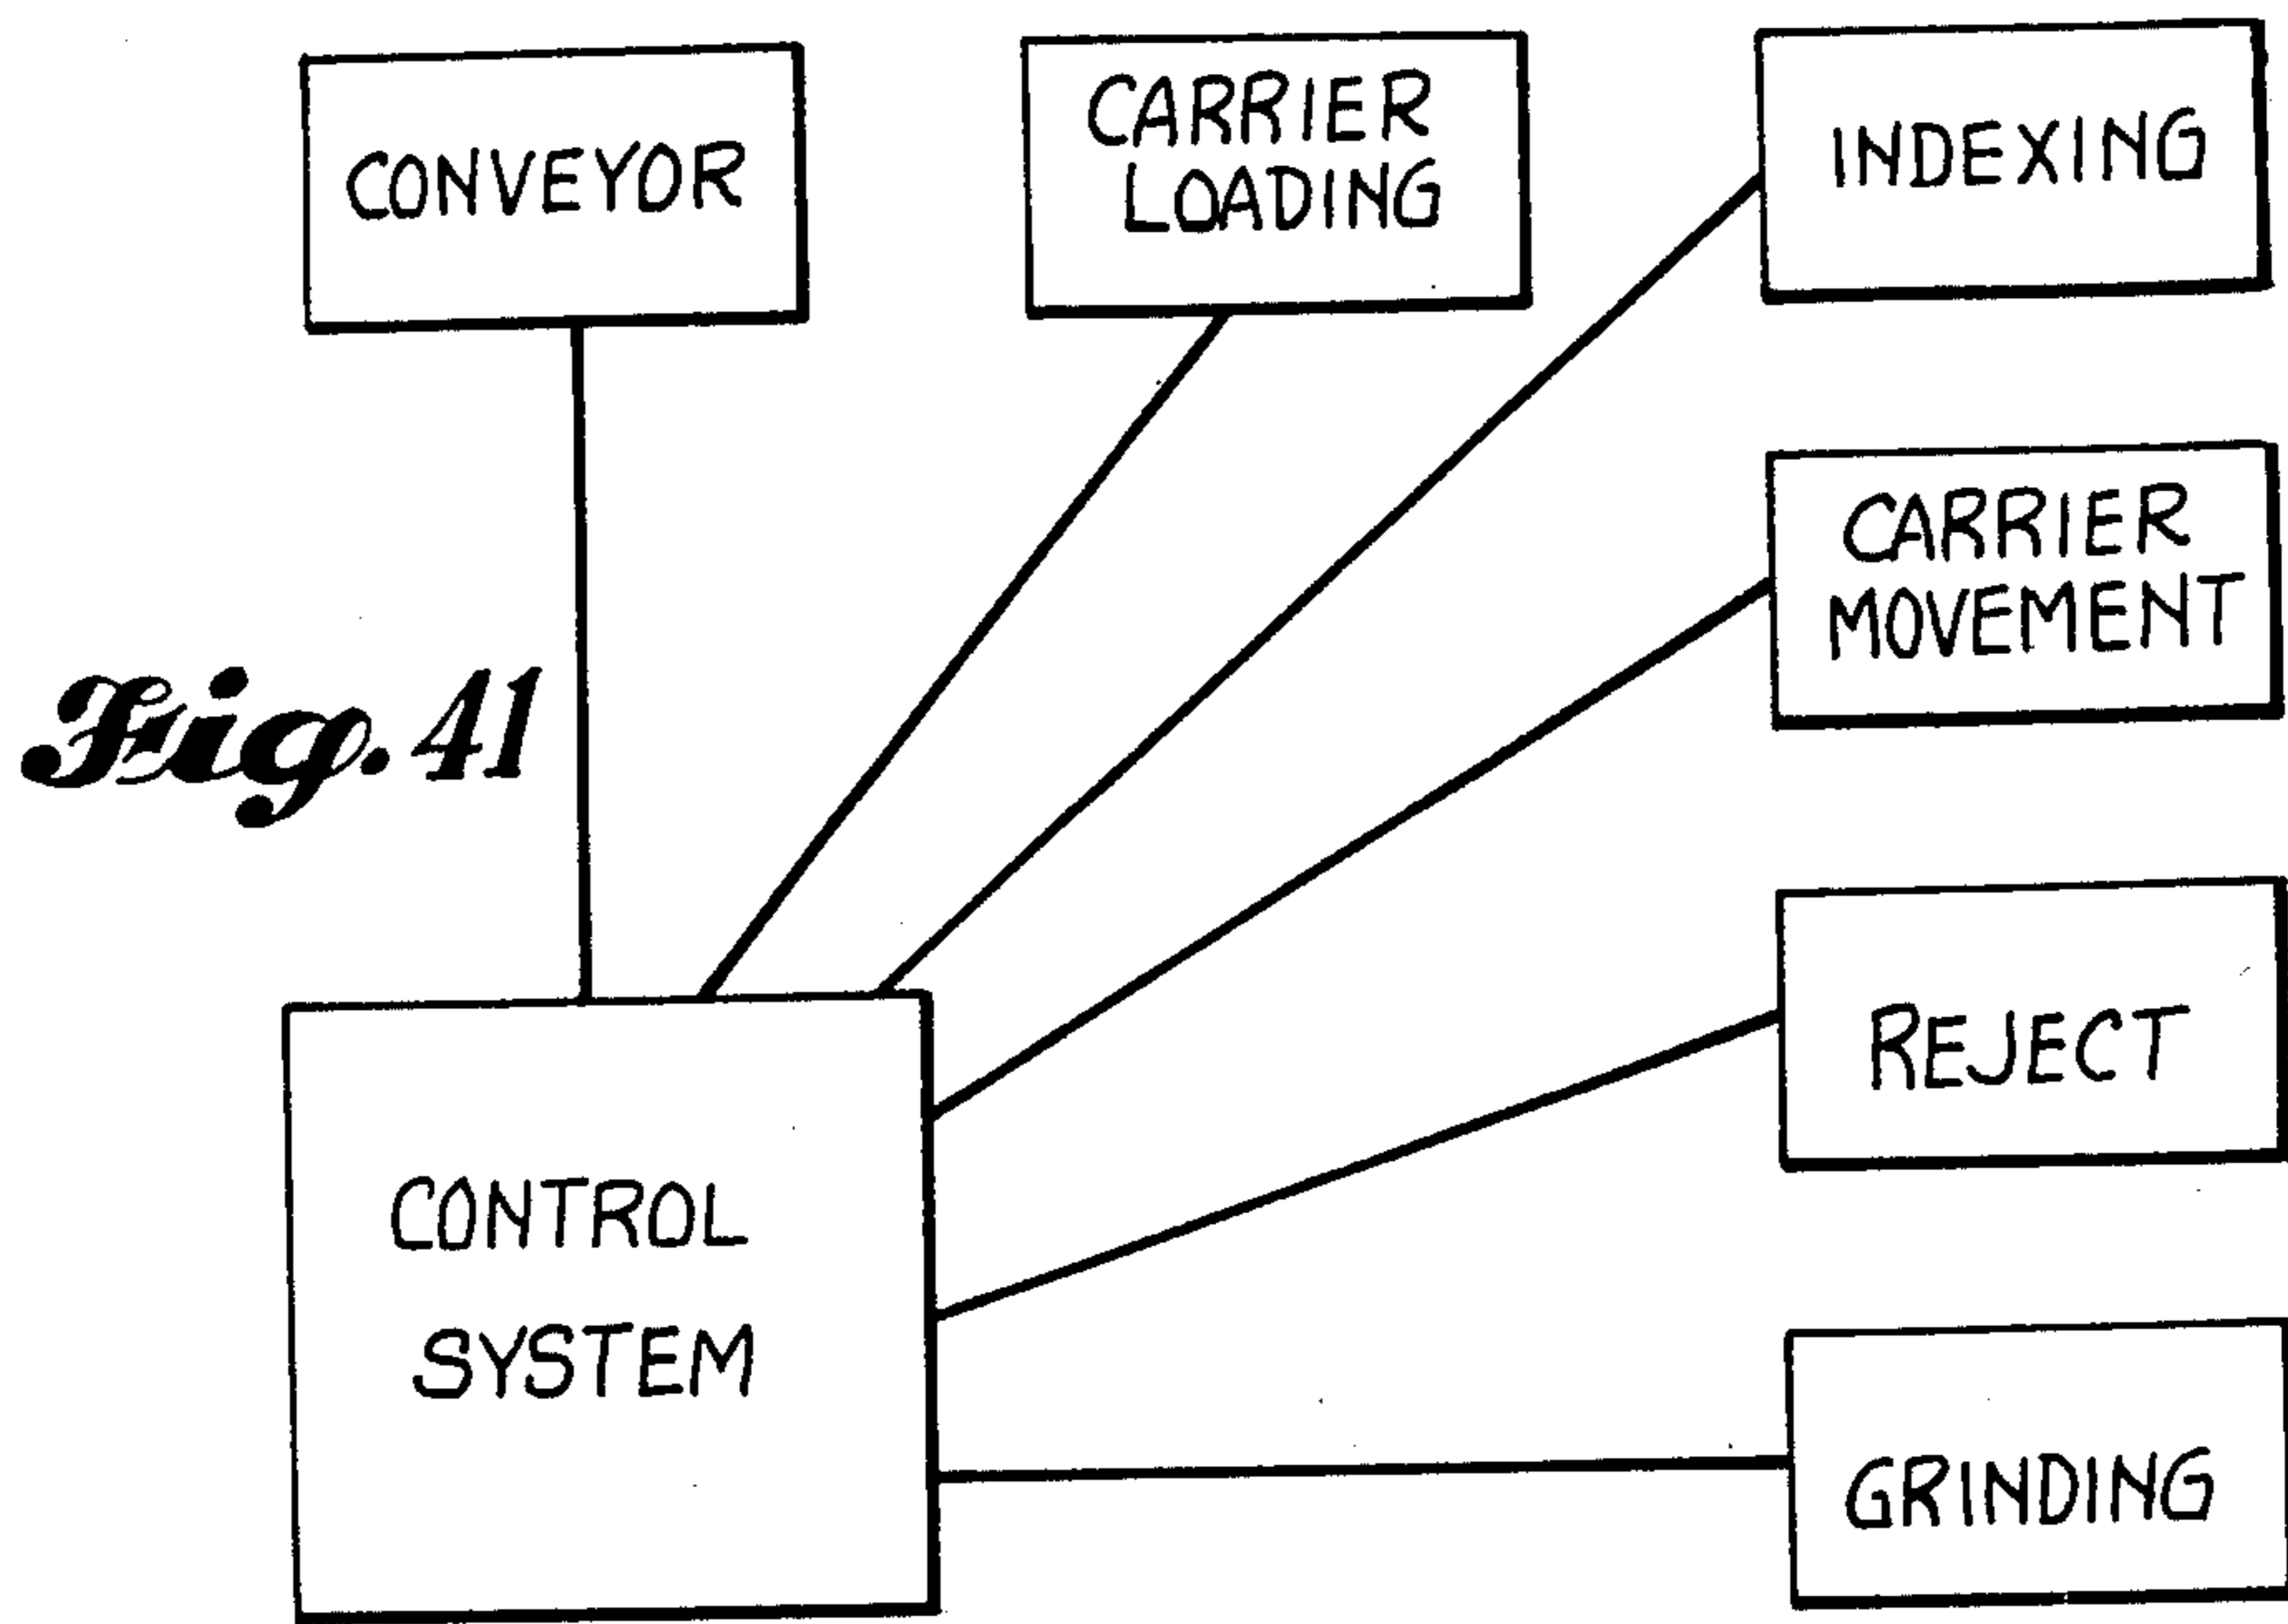 CONVEYOR
CARRIER
LOADING
INDEXING
CARRIER
MOVEMENT
Fig. 41
REJECT
CONTROL
SYSTEM
GRINDING